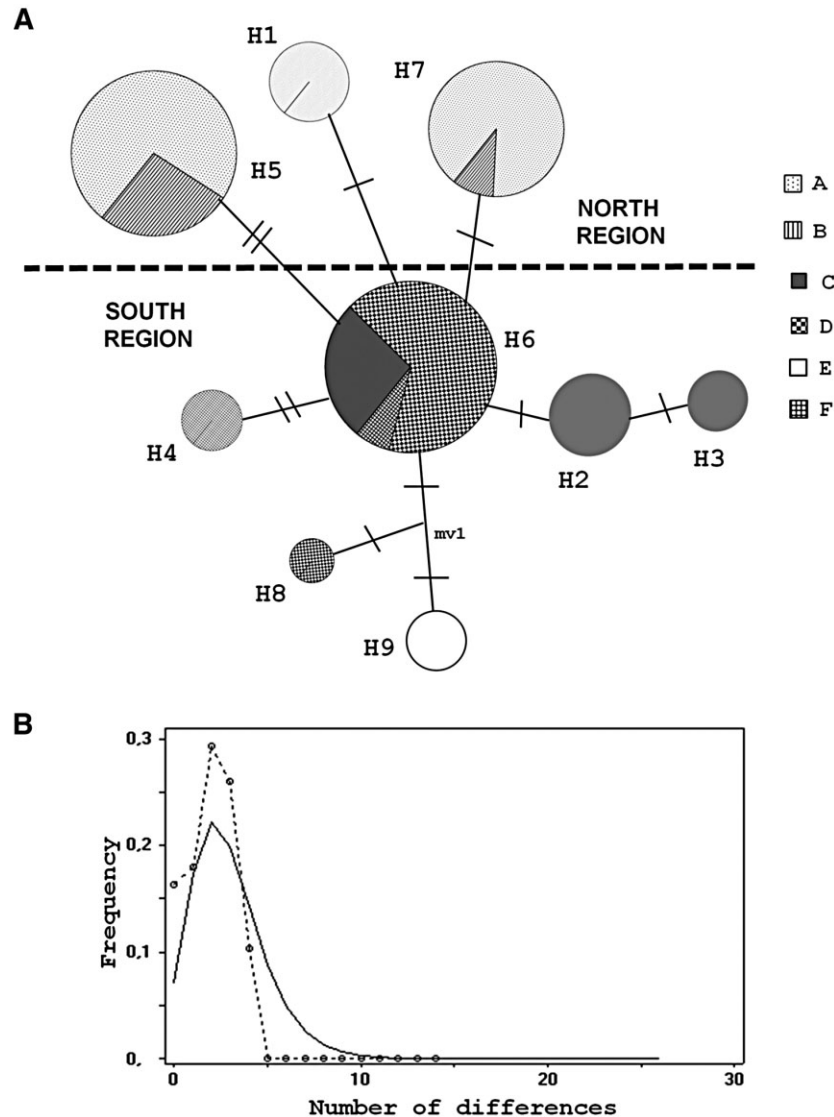 A
H1
H7
H5
NORTH
REGION
SOUTH
REGION
H6
H4
H2
H3
mv1
H8
H9
A
B
C
D
E
F
B
0,3
0,2
0,1
0,
Frequency
0
10
20
30
Number of differences